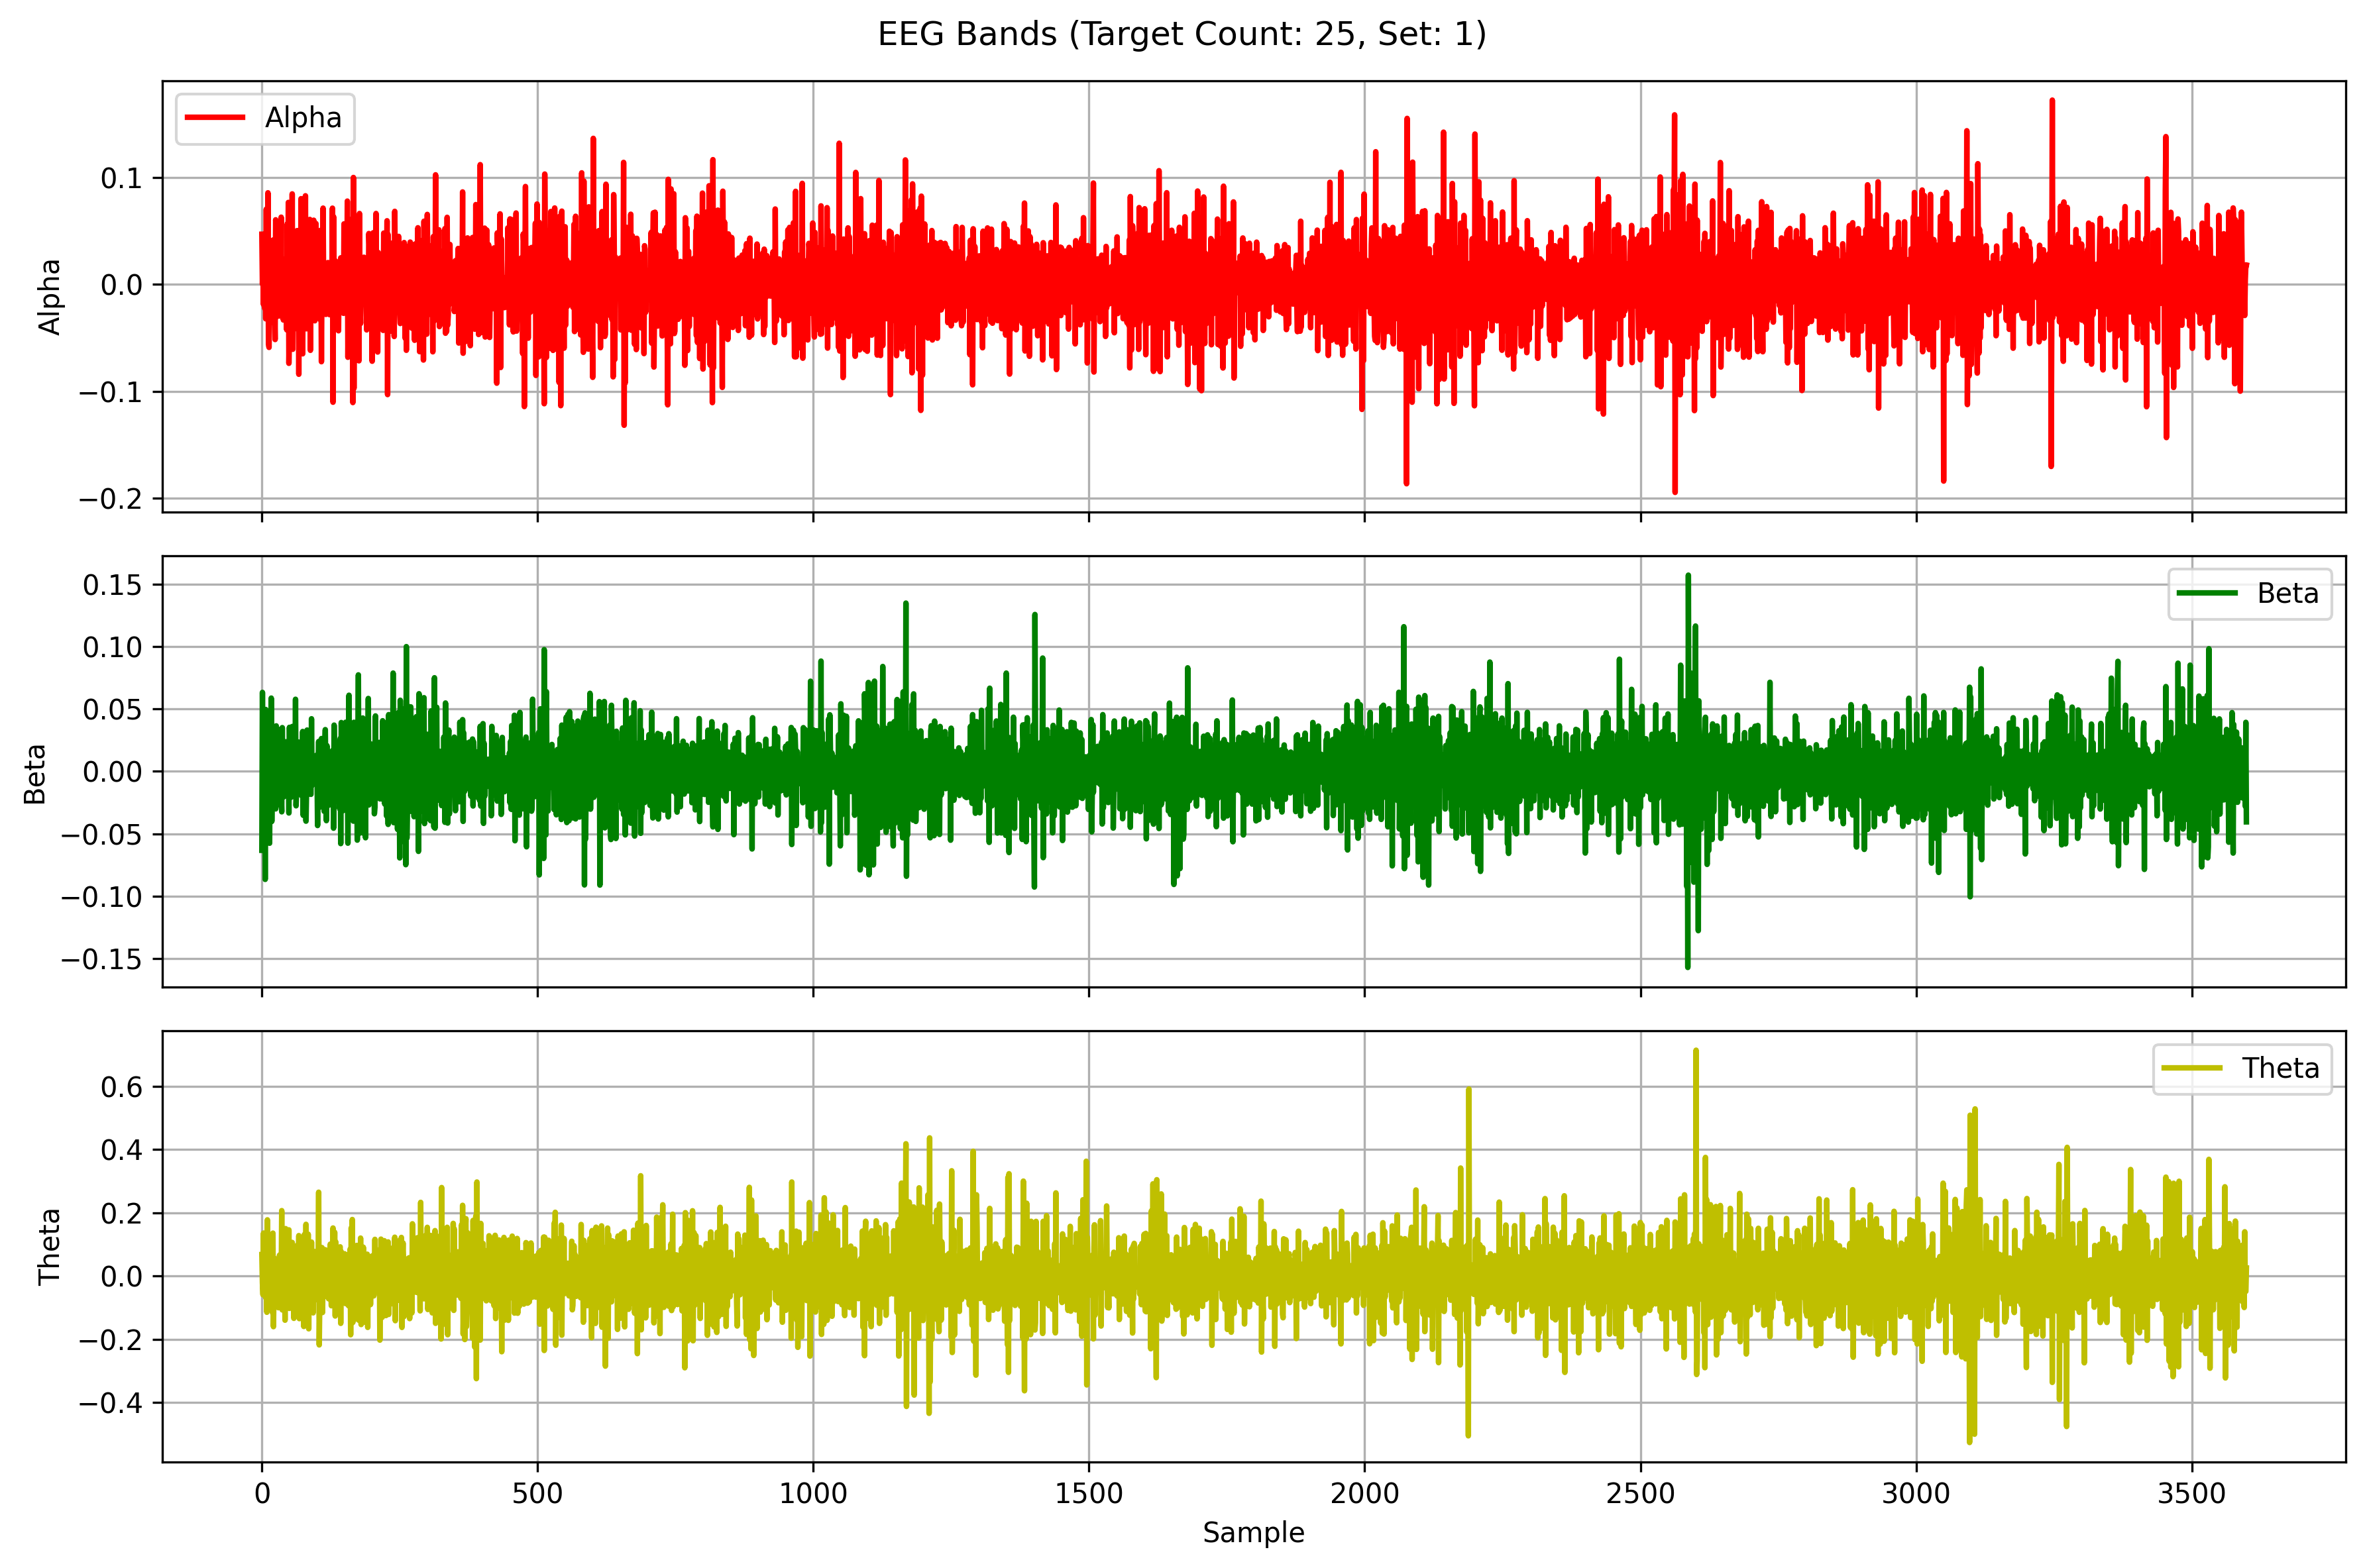 EEG Bands (Target Count: 25, Set: 1)
Alpha
Alpha
0.1
0.0
−0.1
−0.2
Beta
Beta
0.15
0.10
0.05
0.00
−0.05
−0.10
−0.15
Theta
Theta
0.6
0.4
0.2
0.0
−0.2
−0.4
0 500 1000 1500 2000 2500 3000 3500
Sample